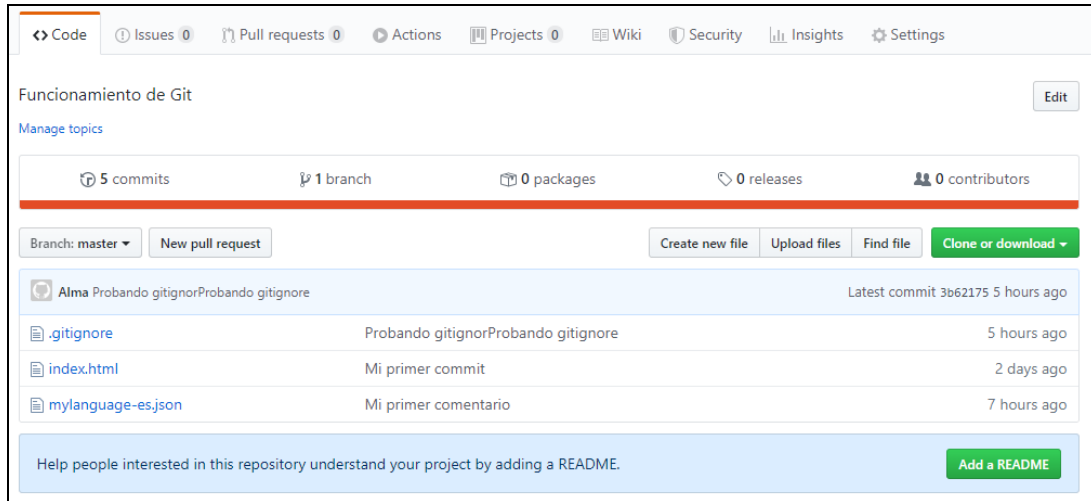 Code Issues 0 Pull requests 0 Actions Projects 0 Wiki Security Insights Settings
Funcionamiento de Git Edit
Manage topics
5 commits 1 branch 0 packages 0 releases 0 contributors
Branch: master New pull request Create new file Upload files Find file Clone or download
Alma Probando gitignorProbando gitignore Latest commit 3b62175 5 hours ago
.gitignore Probando gitignorProbando gitignore 5 hours ago
index.html Mi primer commit 2 days ago
mylanguage-es.json Mi primer comentario 7 hours ago
Help people interested in this repository understand your project by adding a README. Add a README